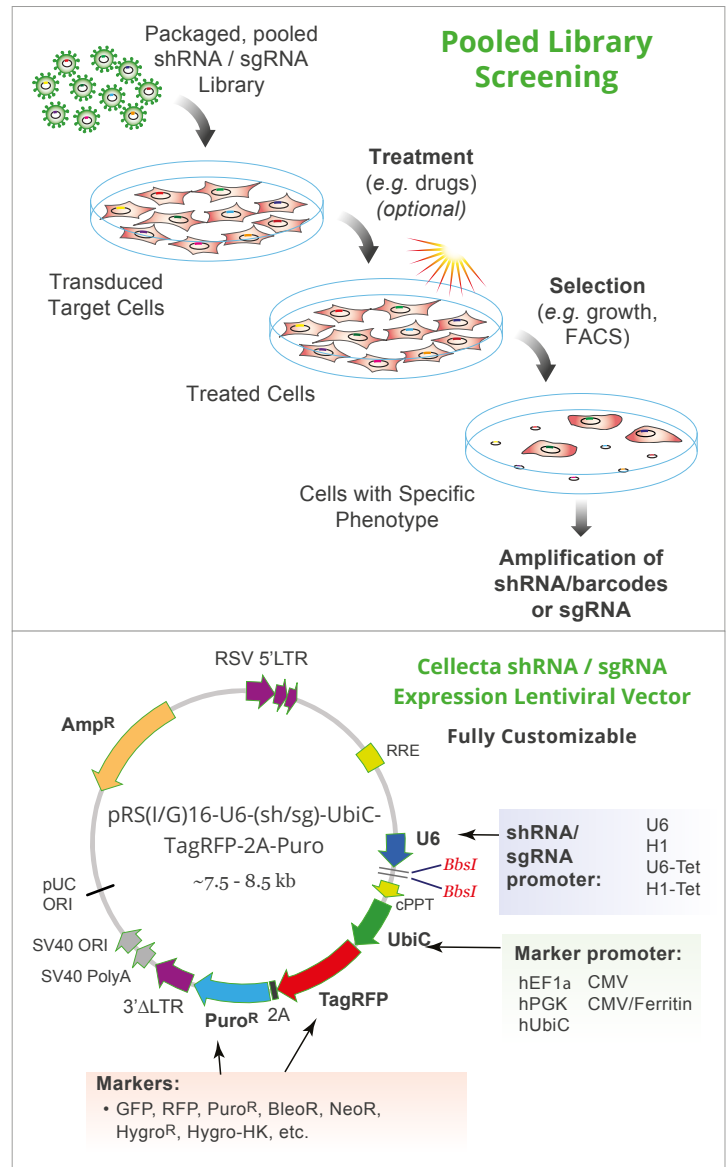 Packaged, pooled
shRNA / sgRNA
Library
Pooled Library
Screening
Treatment
(e.g. drugs)
(optional)
Transduced
Target Cells
Selection
(e.g. growth,
FACS)
Treated Cells
Cells with Specific
Phenotype
Amplification of
shRNA/barcodes
or sgRNA
Cellecta shRNA / sgRNA
Expression Lentiviral Vector
Fully Customizable
RSV 5'LTR
AmpR
RRE
pRS(I/G)16-U6-(sh/sg)-UbiC-
TagRFP-2A-Puro
~7.5 - 8.5 kb
U6
BbsI
BbsI
cPPT
UbiC
pUC
ORI
SV40 ORI
SV40 PolyA
3'ΔLTR
PuroR
2A
TagRFP
shRNA/
sgRNA
promoter:
U6
H1
U6-Tet
H1-Tet
Marker promoter:
hEF1a CMV
hPGK CMV/Ferritin
hUbiC
Markers:
• GFP, RFP, PuroR, BleoR, NeoR,
HygroR, Hygro-HK, etc.